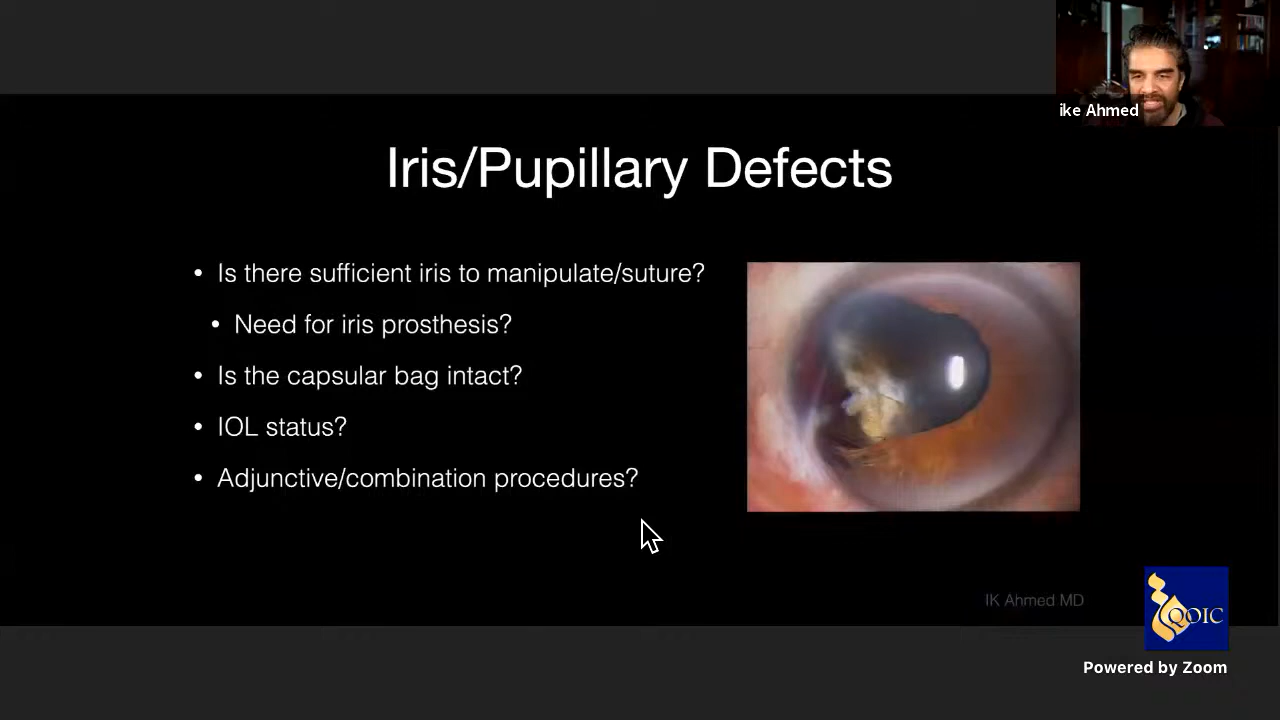 ike Ahmed
Iris/Pupillary Defects
• Is there sufficient iris to manipulate/suture?
• Need for iris prosthesis?
• Is the capsular bag intact?
• IOL status?
• Adjunctive/combination procedures?
IK Ahmed MD
QOIC
Powered by Zoom